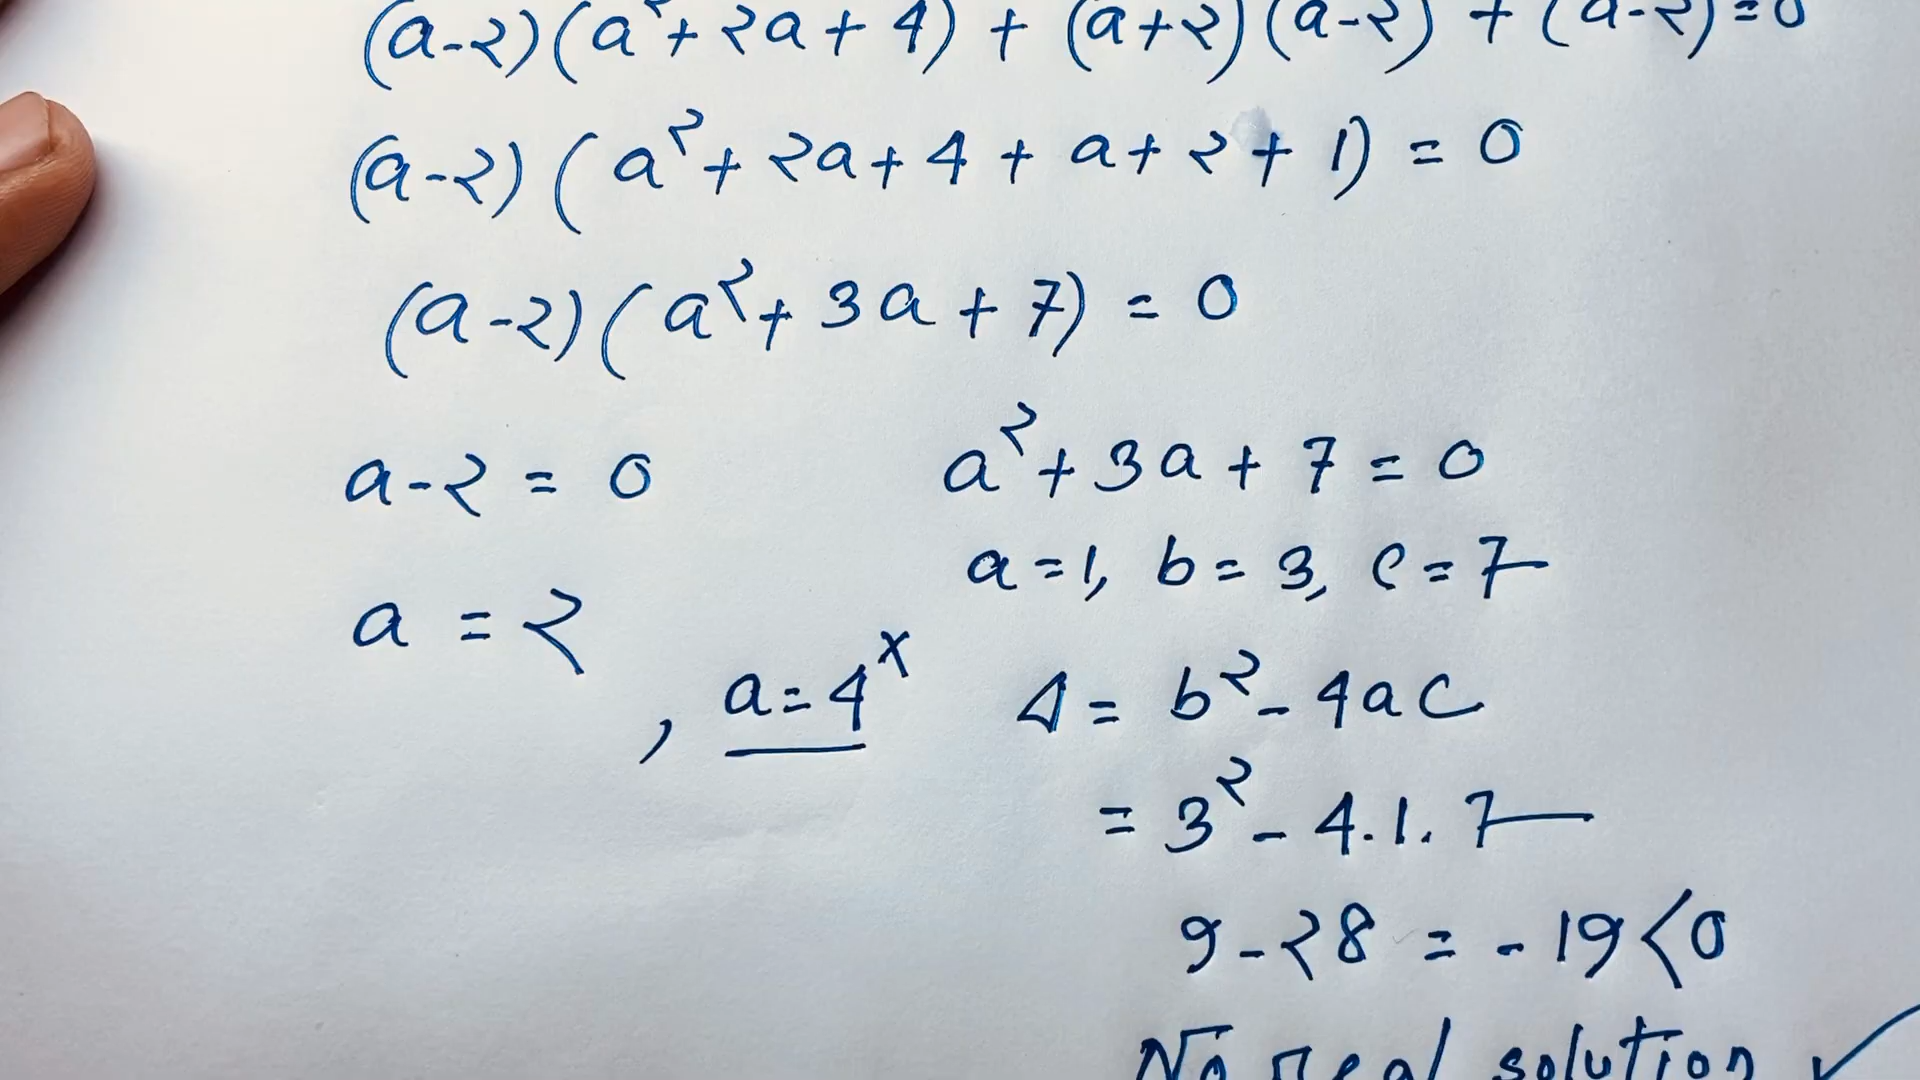 (a-2)(a²+2a+4)+(a+2)(a-2)+(a-2)=0
(a-2)(a²+2a+4+a+2+1)=0
(a-2)(a²+3a+7)=0
a-2=0
a=2
, a=4ˣ
a²+3a+7=0
a=1, b=3, c=7
Δ=b²-4ac
=3²-4.1.7
9-28=-19<0
No real solution ✓